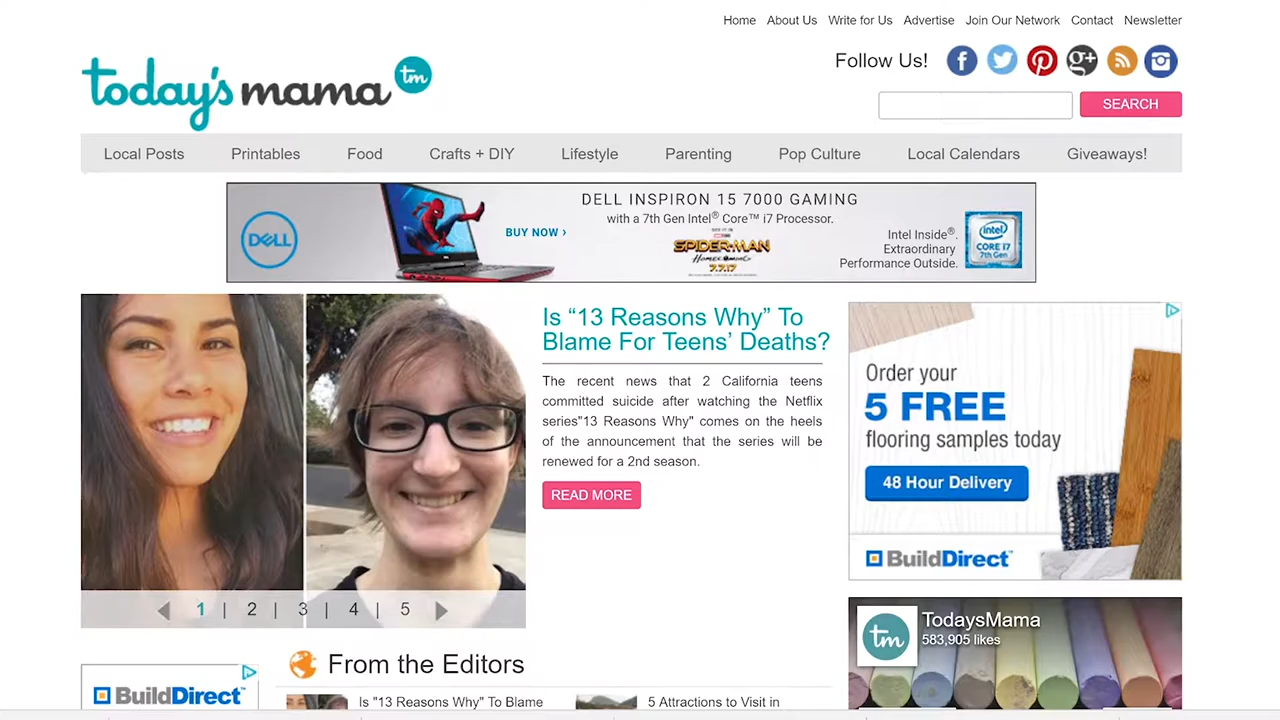 Home About Us Write for Us Advertise Join Our Network Contact Newsletter
today's mama tm
Follow Us!
SEARCH
Local Posts Printables Food Crafts + DIY Lifestyle Parenting Pop Culture Local Calendars Giveaways!
DELL
DELL INSPIRON 15 7000 GAMING
with a 7th Gen Intel® Core™ i7 Processor.
BUY NOW ›
SPIDER-MAN
HOMECOMING
7.7.17
Intel Inside®.
Extraordinary
Performance Outside.
intel
CORE i7
7th Gen
Is “13 Reasons Why” To
Blame For Teens’ Deaths?
The recent news that 2 California teens
committed suicide after watching the Netflix
series"13 Reasons Why" comes on the heels
of the announcement that the series will be
renewed for a 2nd season.
READ MORE
1 | 2 | 3 | 4 | 5
Order your
5 FREE
flooring samples today
48 Hour Delivery
BuildDirect™
tm
TodaysMama
583,905 likes
BuildDirect™
From the Editors
Is "13 Reasons Why" To Blame
5 Attractions to Visit in